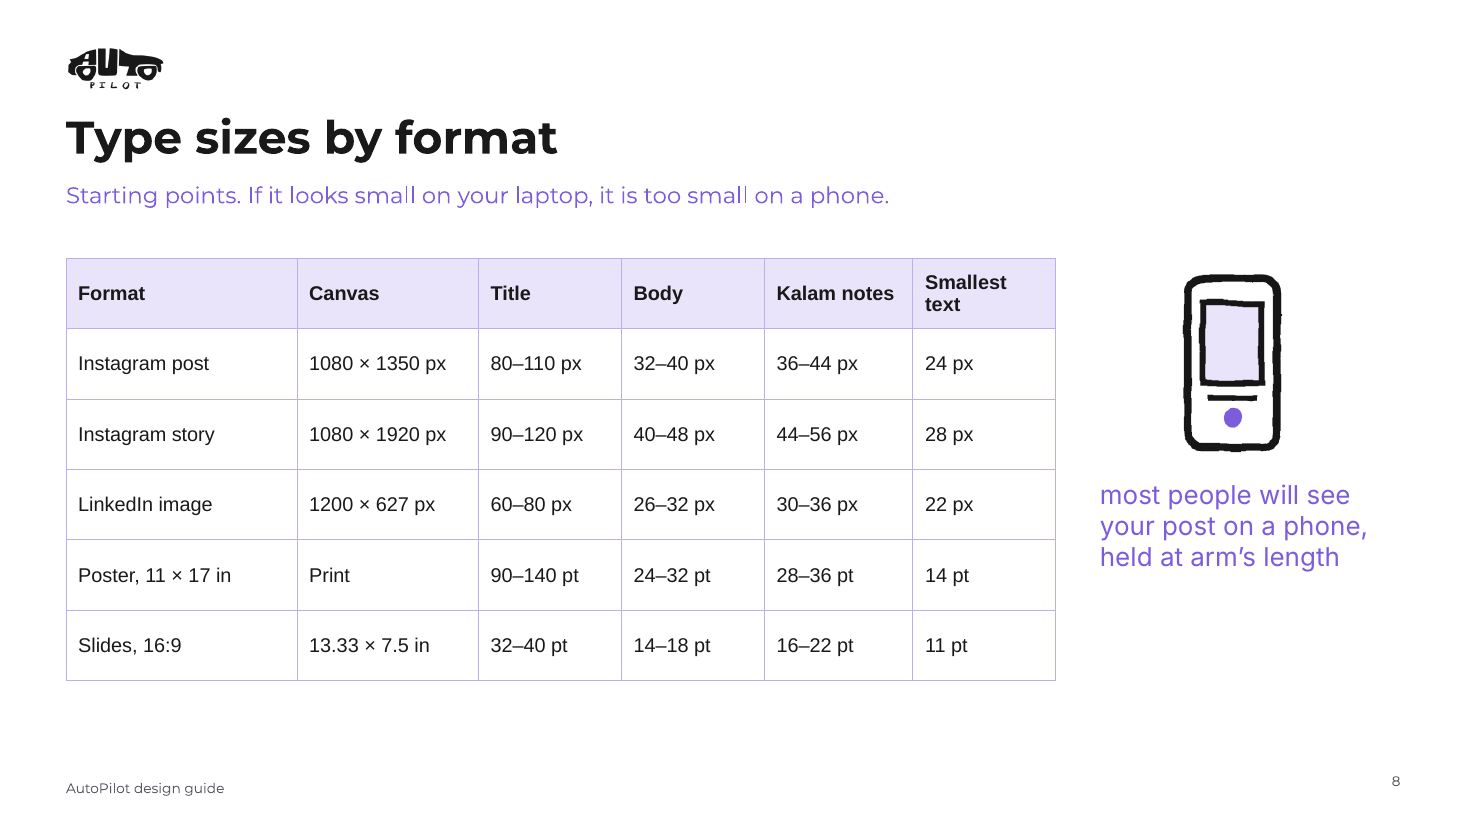 AUTO
PILOT
Type sizes by format
Starting points. If it looks small on your laptop, it is too small on a phone.
Format Canvas Title Body Kalam notes Smallest text
Instagram post 1080 × 1350 px 80–110 px 32–40 px 36–44 px 24 px
Instagram story 1080 × 1920 px 90–120 px 40–48 px 44–56 px 28 px
LinkedIn image 1200 × 627 px 60–80 px 26–32 px 30–36 px 22 px
Poster, 11 × 17 in Print 90–140 pt 24–32 pt 28–36 pt 14 pt
Slides, 16:9 13.33 × 7.5 in 32–40 pt 14–18 pt 16–22 pt 11 pt
most people will see
your post on a phone,
held at arm’s length
AutoPilot design guide
8